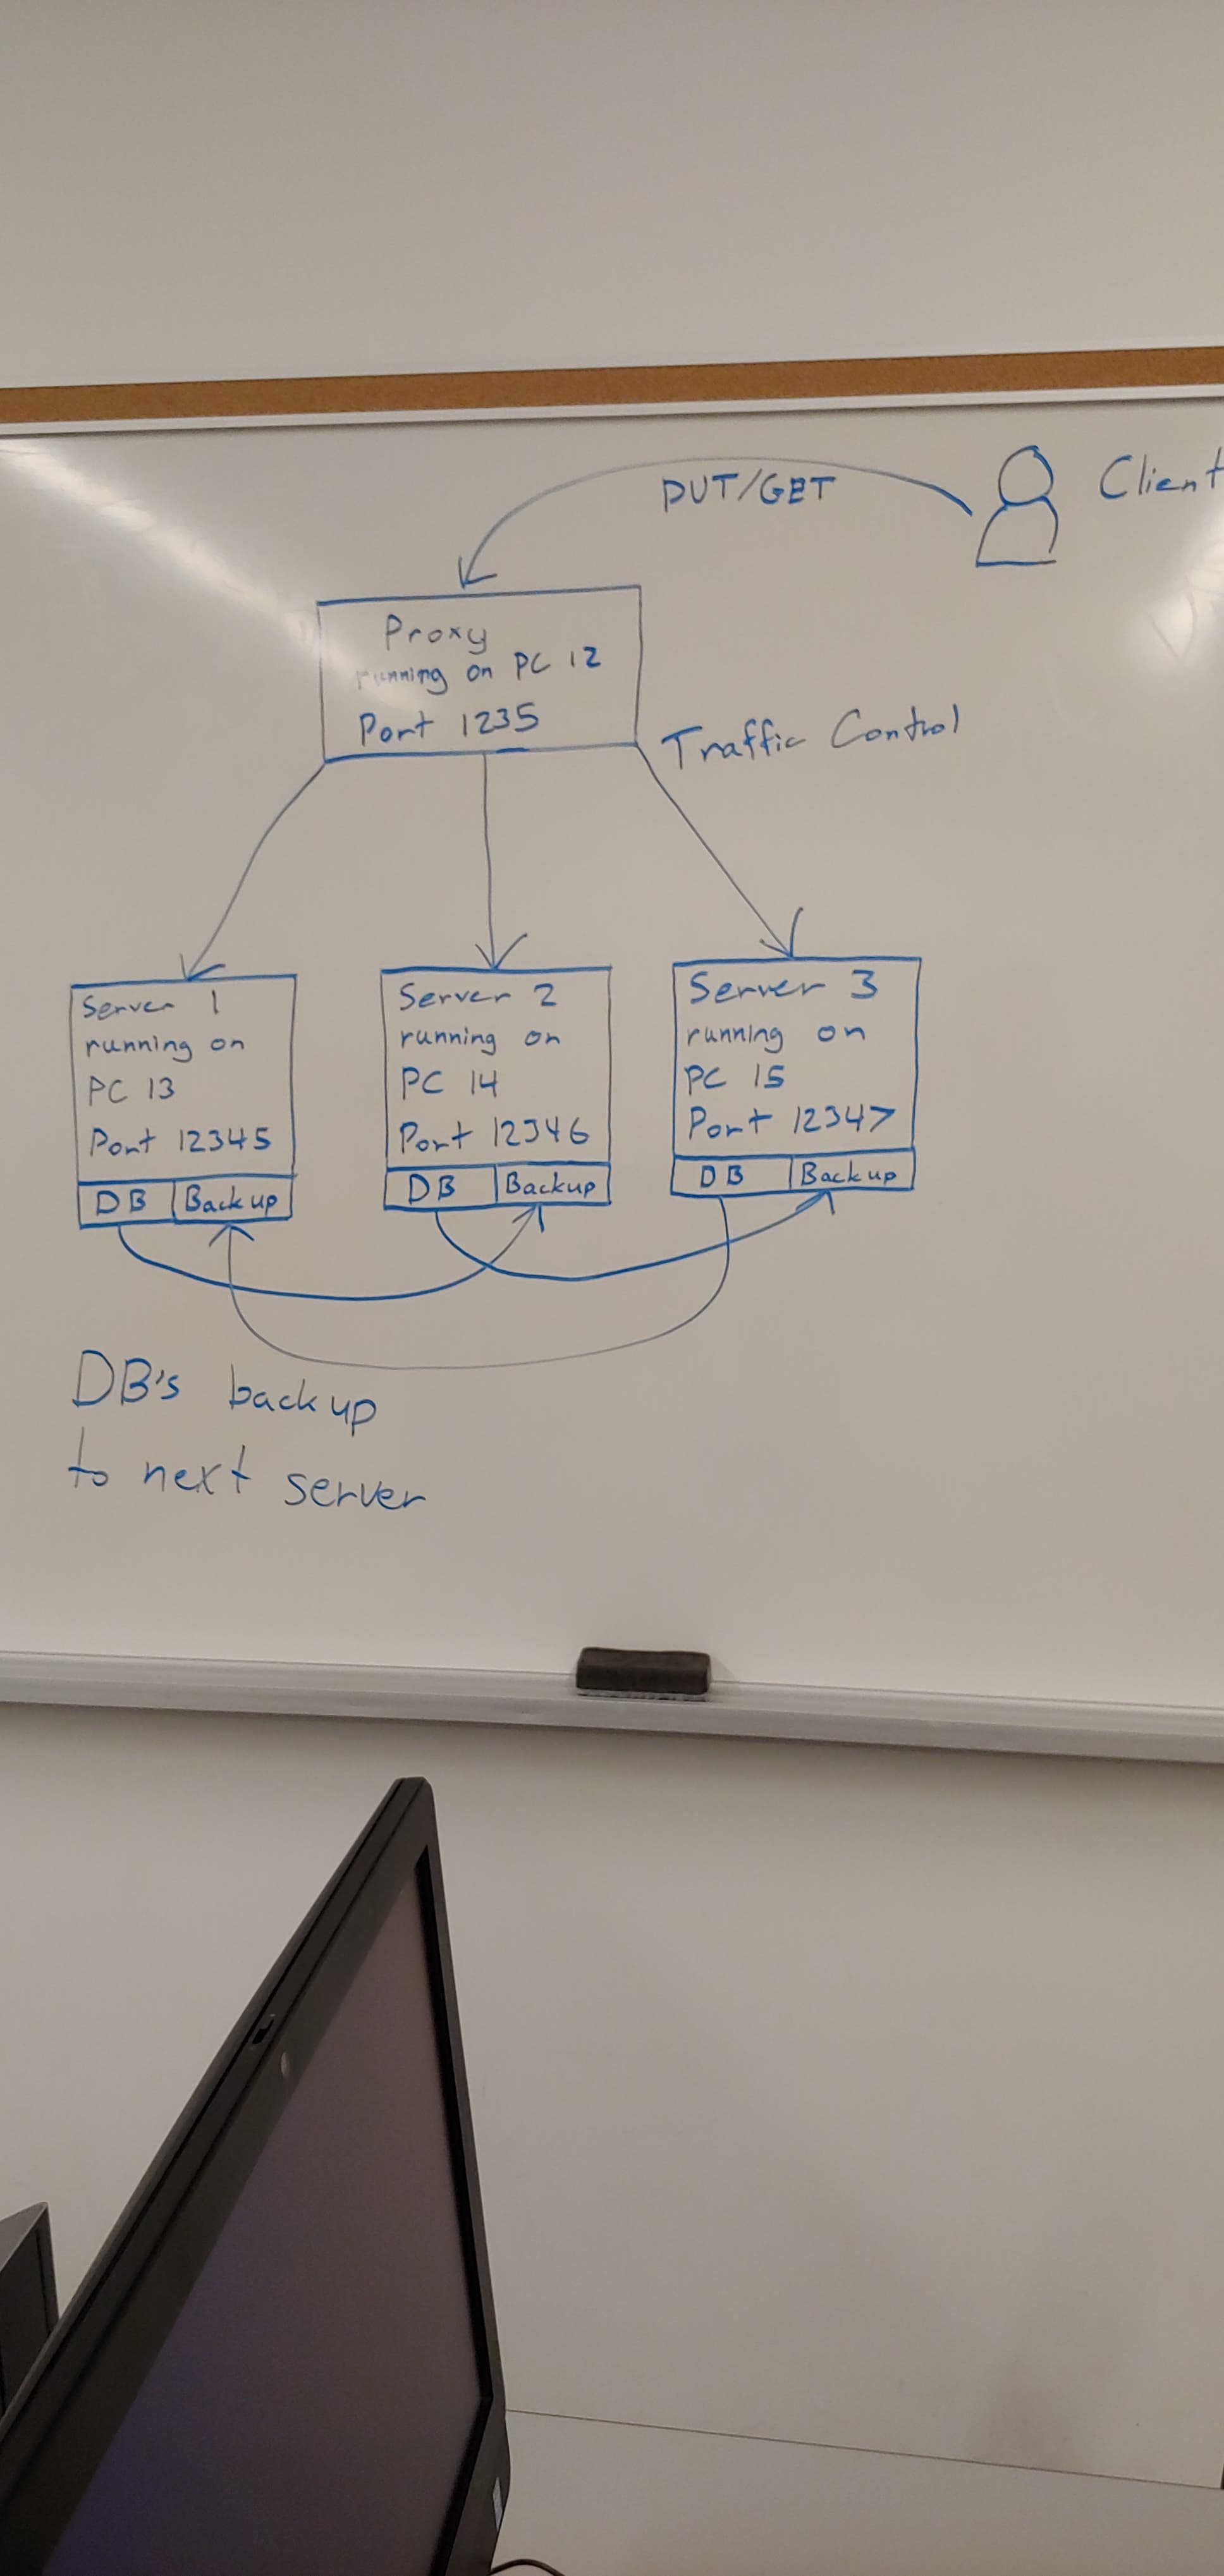 PUT/GET
Client
Proxy
running on PC 12
Port 1235
Traffic Control
Server 1
running on
PC 13
Port 12345
DB
Backup
Server 2
running on
PC 14
Port 12346
DB
Backup
Server 3
running on
PC 15
Port 12347
DB
Backup
DB's backup
to next server